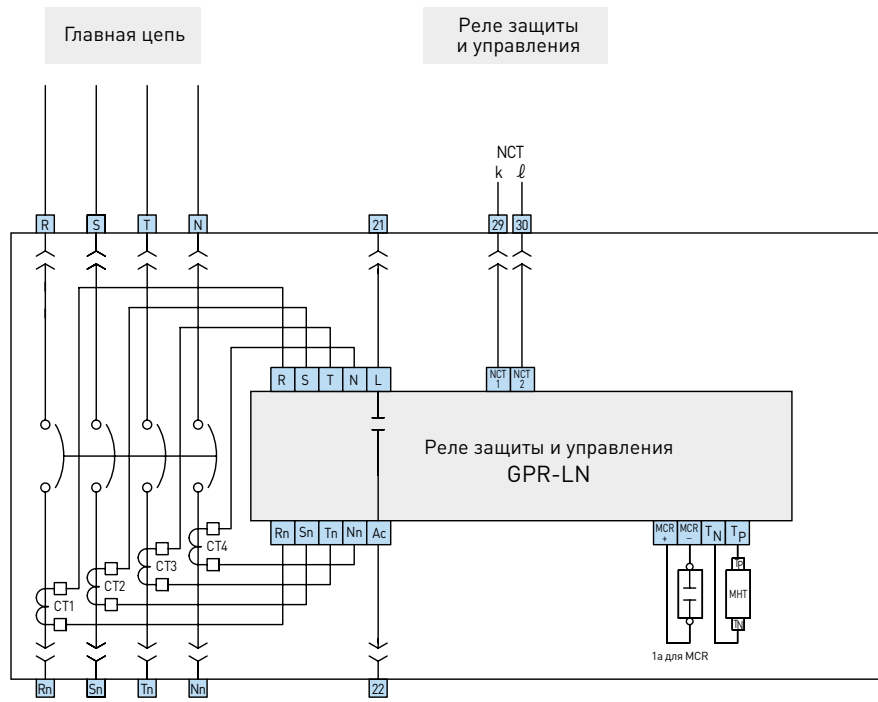 Главная цепь
Реле защиты
и управления
NCT
k ℓ
R S T N 21 29 30
R S T N L NCT 1 NCT 2
Реле защиты и управления
GPR-LN
Rn Sn Tn Nn Ac MCR + MCR – TN TP
CT4
CT3
CT2
CT1
TP
MHT
TN
1a для MCR
Rn Sn Tn Nn 22